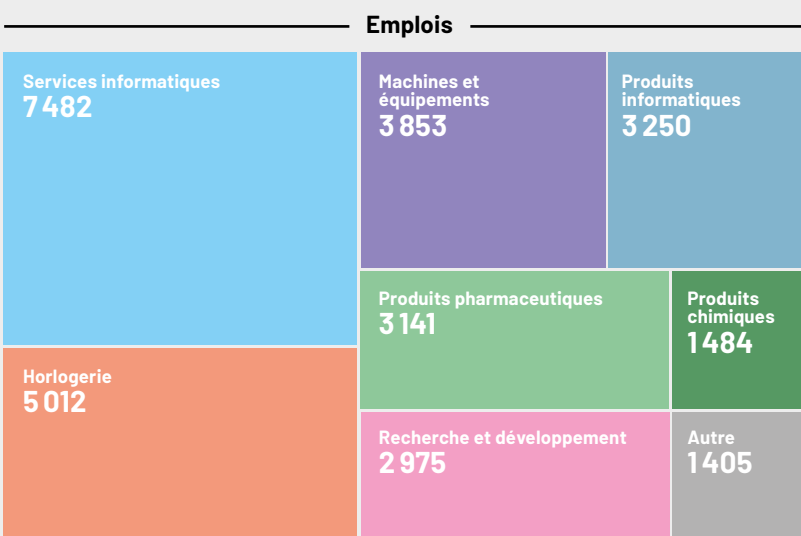 Emplois
Services informatiques
7 482
Machines et
équipements
3 853
Produits
informatiques
3 250
Produits pharmaceutiques
3 141
Produits
chimiques
1 484
Horlogerie
5 012
Recherche et développement
2 975
Autre
1 405